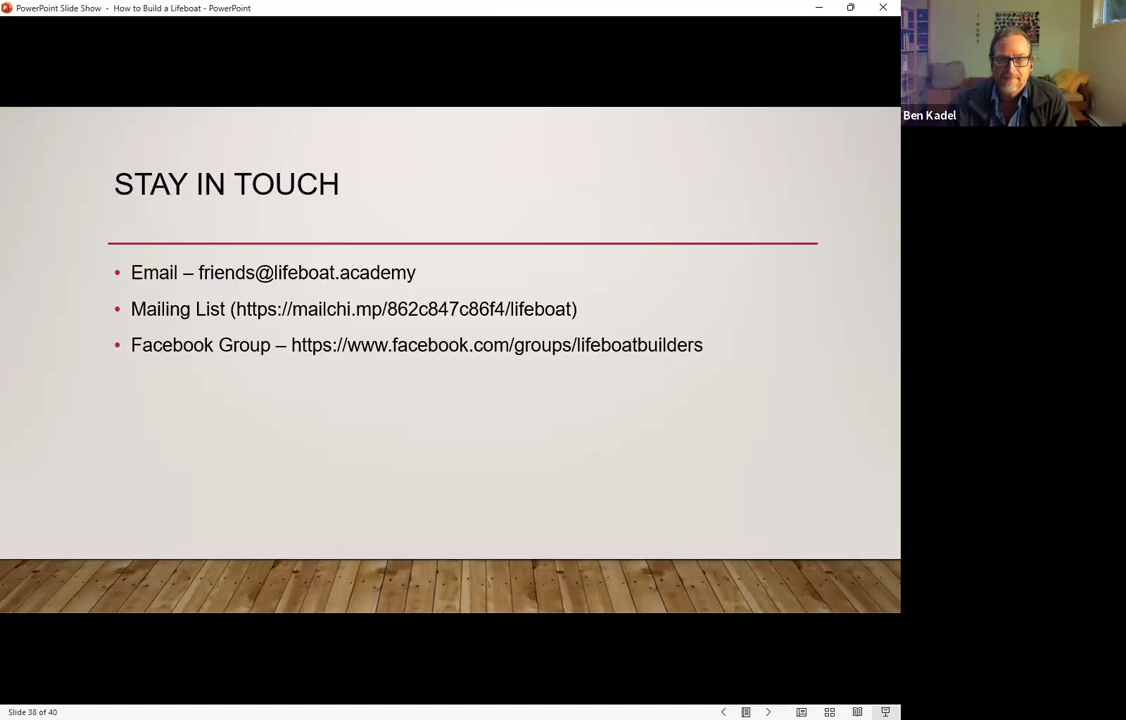 PowerPoint Slide Show - How to Build a Lifeboat - PowerPoint
Ben Kadel
STAY IN TOUCH
• Email – friends@lifeboat.academy
• Mailing List (https://mailchi.mp/862c847c86f4/lifeboat)
• Facebook Group – https://www.facebook.com/groups/lifeboatbuilders
Slide 38 of 40